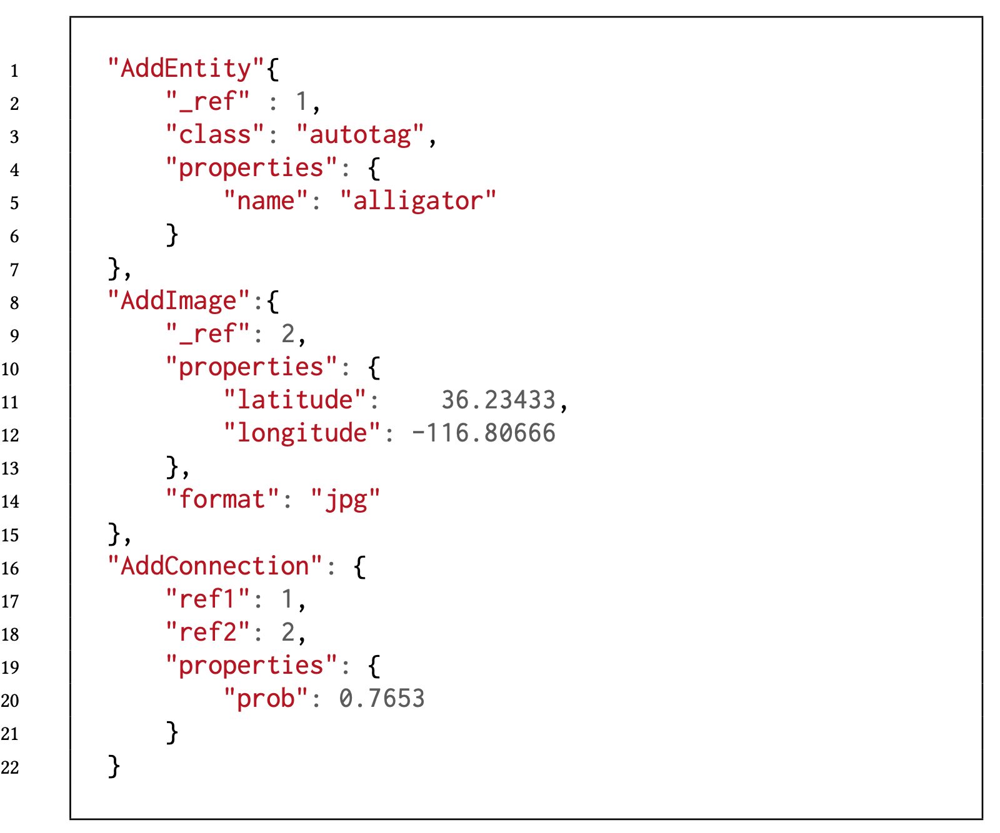 1 "AddEntity"{
2 "_ref" : 1,
3 "class": "autotag",
4 "properties": {
5 "name": "alligator"
6 }
7 },
8 "AddImage":{
9 "_ref": 2,
10 "properties": {
11 "latitude":    36.23433,
12 "longitude": -116.80666
13 },
14 "format": "jpg"
15 },
16 "AddConnection": {
17 "ref1": 1,
18 "ref2": 2,
19 "properties": {
20 "prob": 0.7653
21 }
22 }